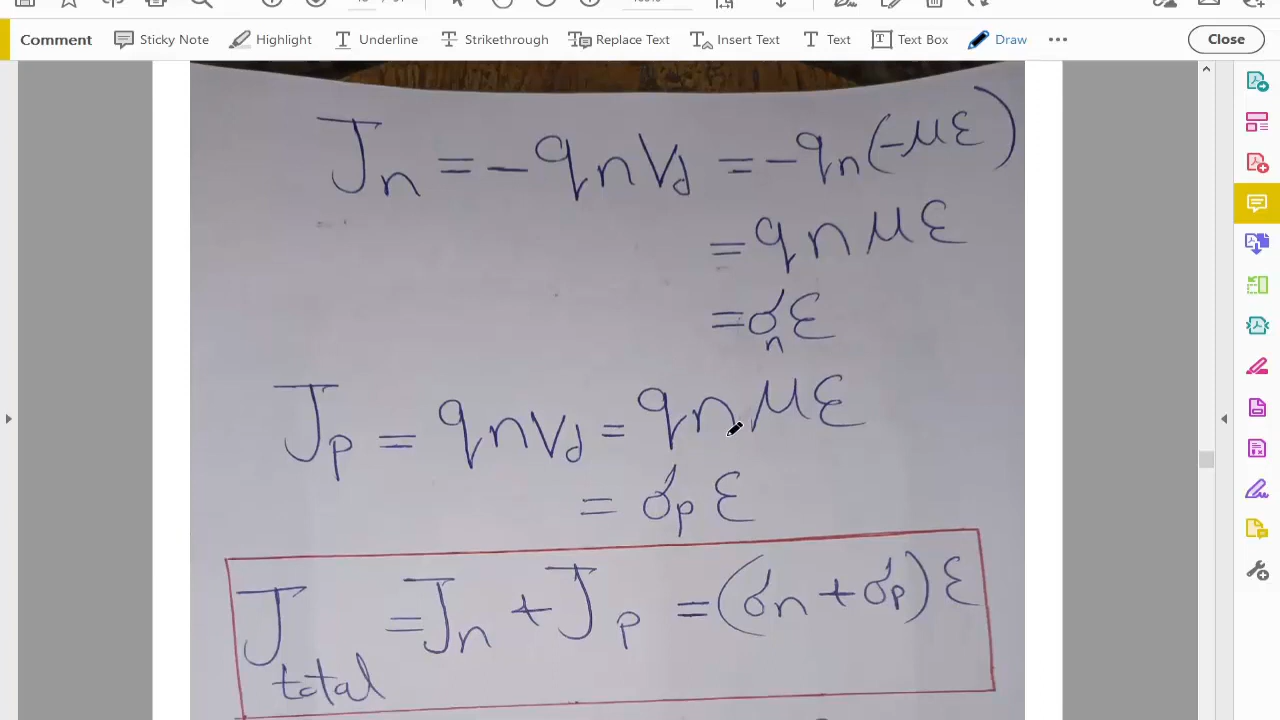 Comment Sticky Note Highlight Underline Strikethrough Replace Text Insert Text Text Text Box Draw Close
Jn = -qnVd = -qn(-με)
= qnμε
= σnε
Jp = qnVd = qnμε
= σp ε
J total = Jn + Jp = (σn + σp) ε